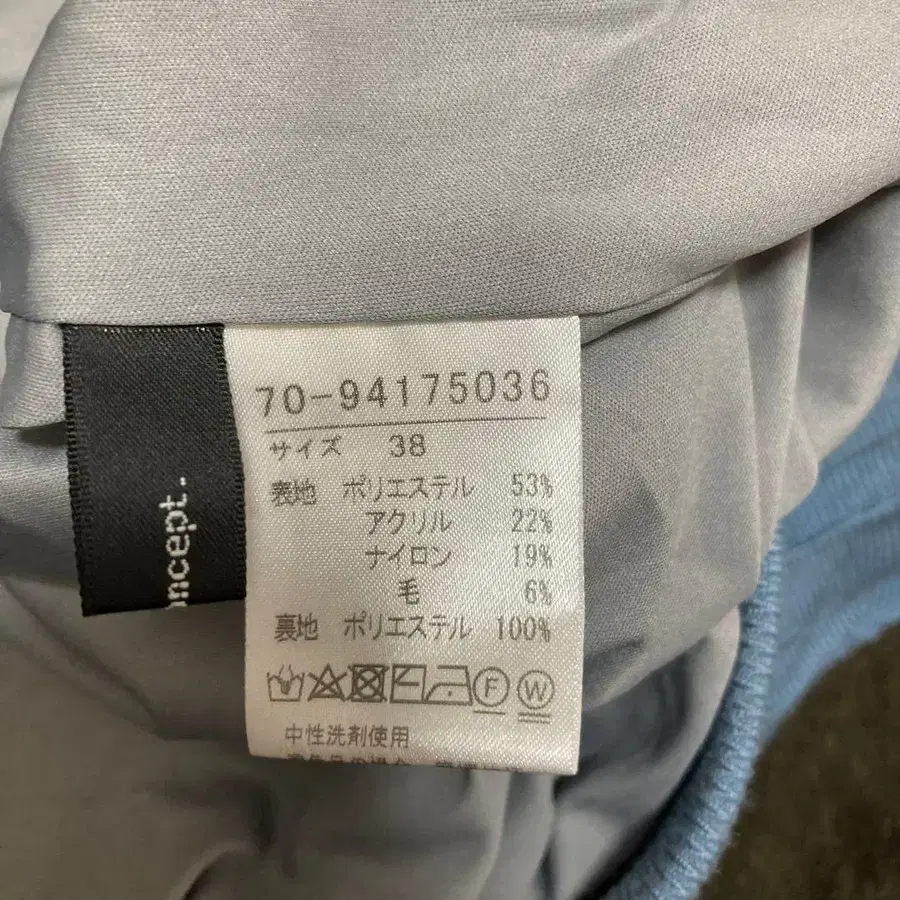 70-94175036
サイズ 38
表地 ポリエステル 53%
アクリル 22%
ナイロン 19%
毛 6%
裏地 ポリエステル 100%
F W
中性洗剤使用
oncept.